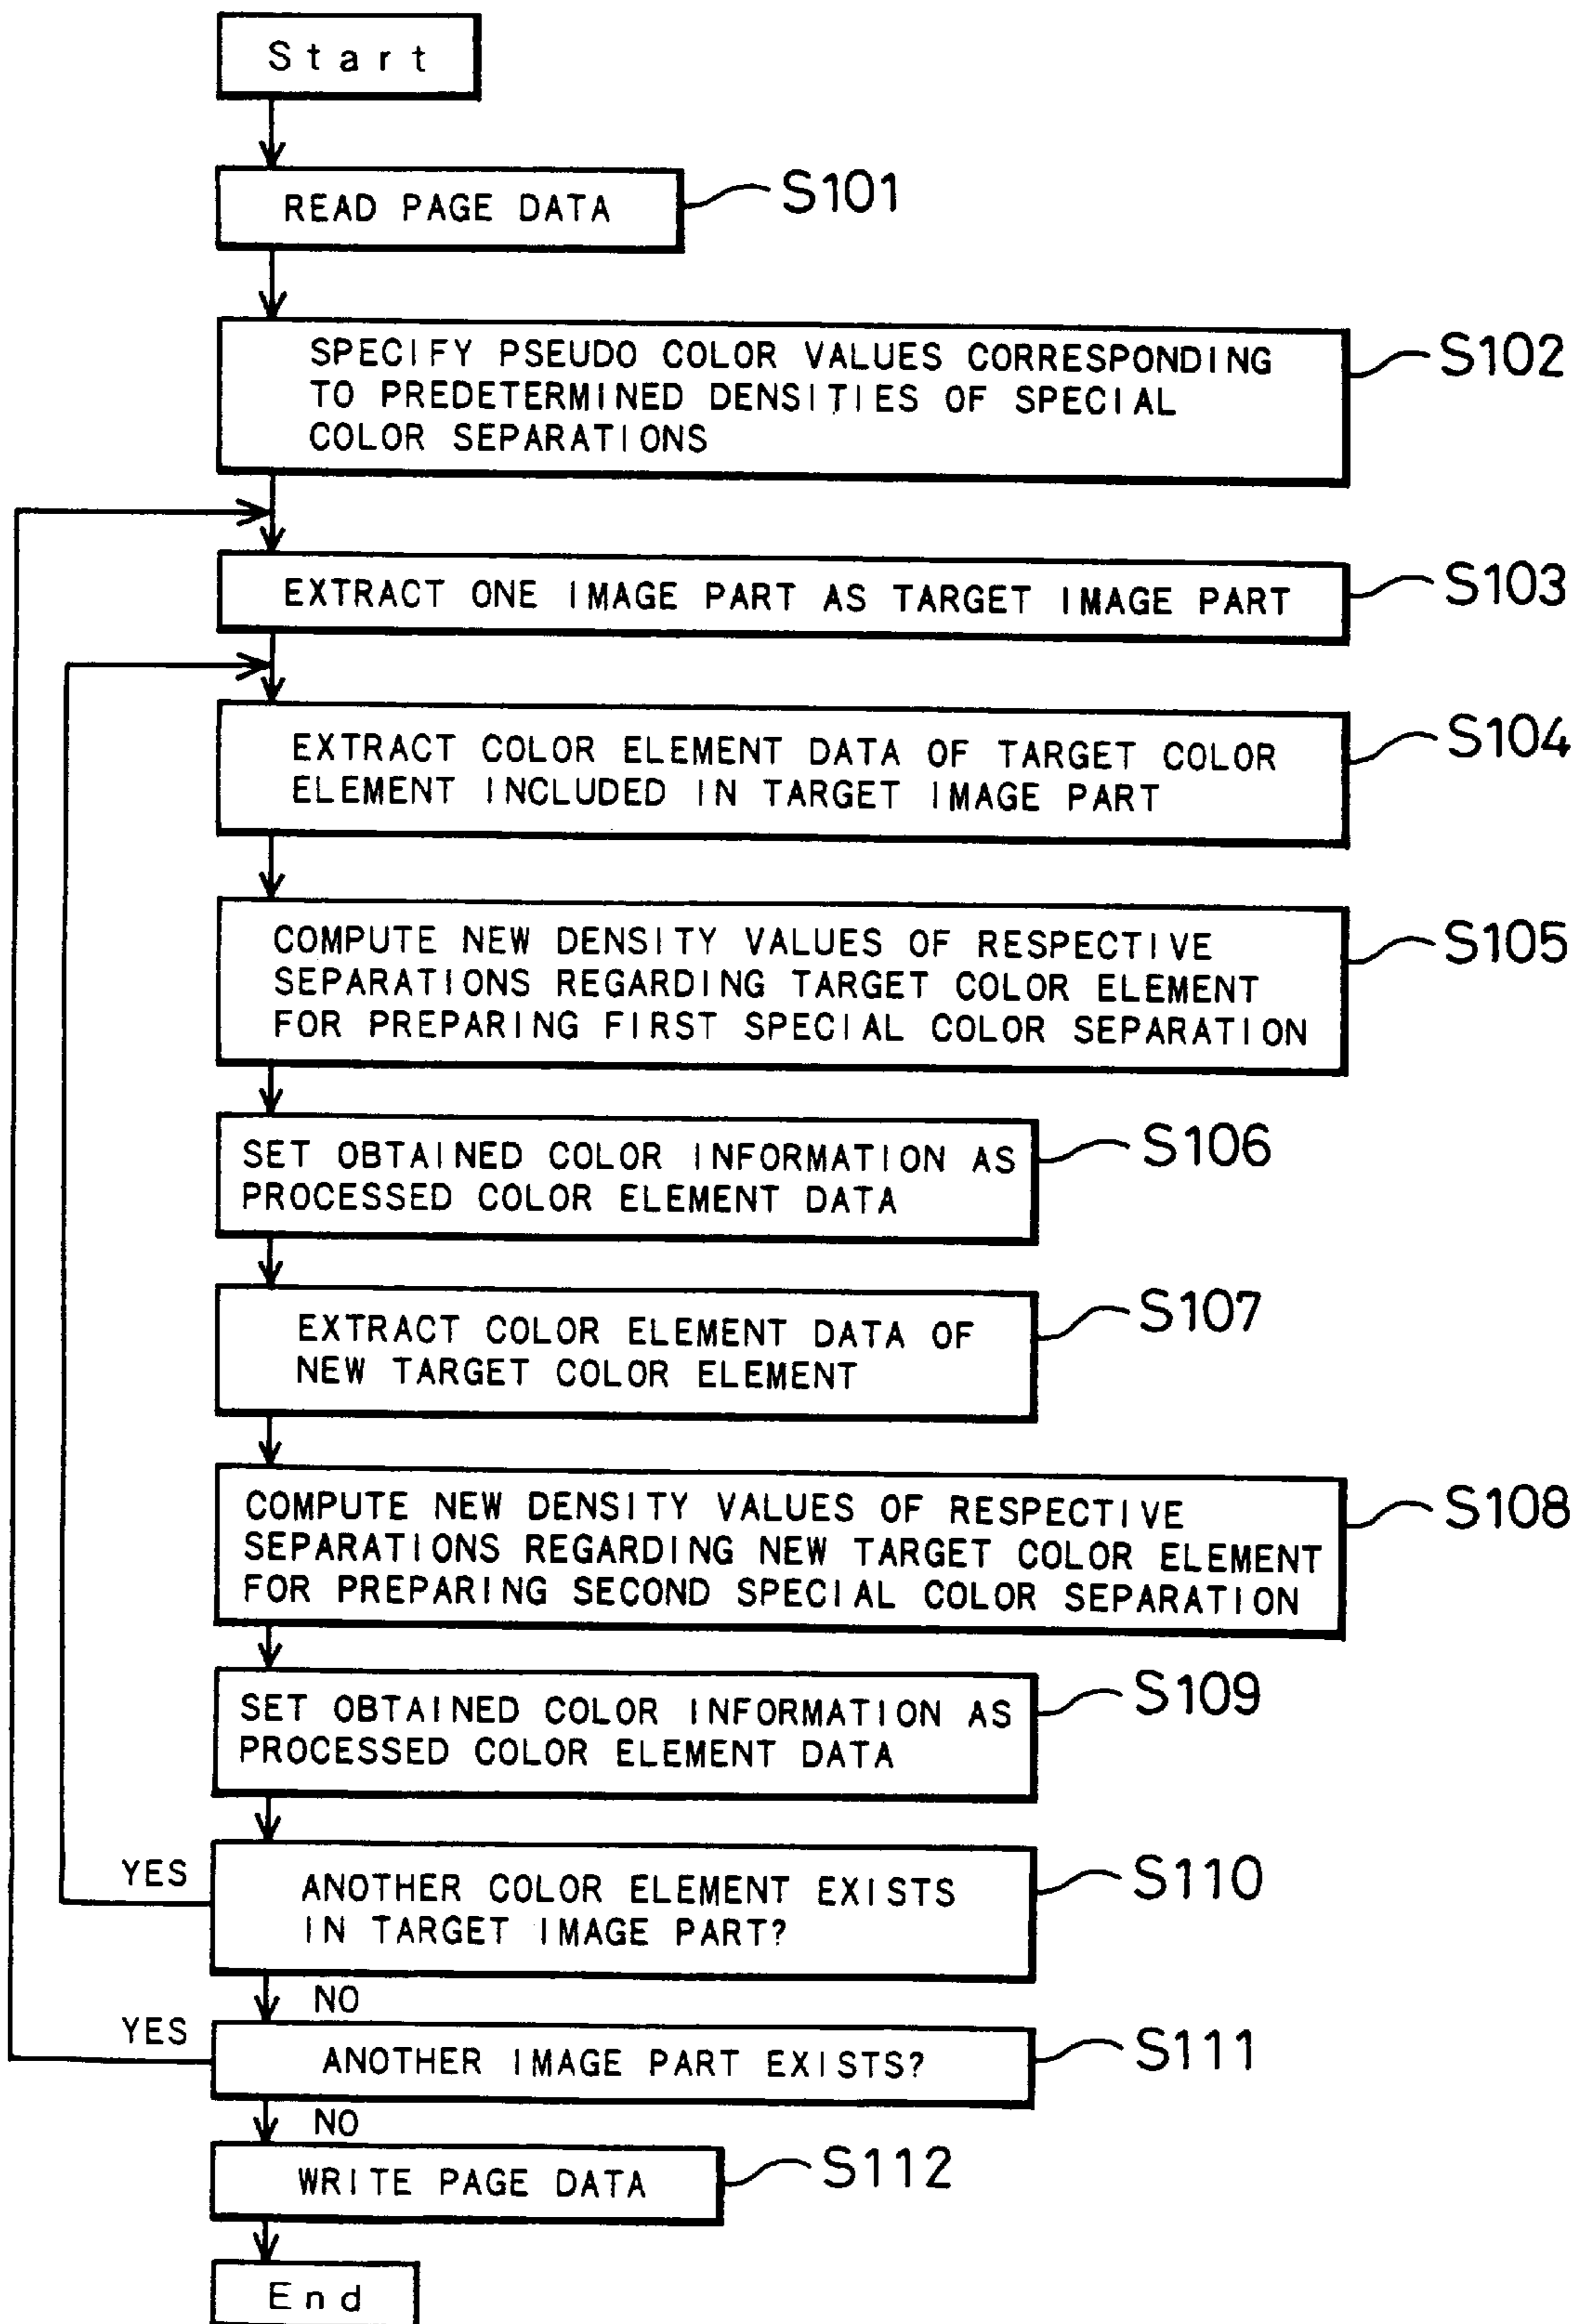 Start
READ PAGE DATA
S101
SPECIFY PSEUDO COLOR VALUES CORRESPONDING
TO PREDETERMINED DENSITIES OF SPECIAL
COLOR SEPARATIONS
S102
EXTRACT ONE IMAGE PART AS TARGET IMAGE PART
S103
EXTRACT COLOR ELEMENT DATA OF TARGET COLOR
ELEMENT INCLUDED IN TARGET IMAGE PART
S104
COMPUTE NEW DENSITY VALUES OF RESPECTIVE
SEPARATIONS REGARDING TARGET COLOR ELEMENT
FOR PREPARING FIRST SPECIAL COLOR SEPARATION
S105
SET OBTAINED COLOR INFORMATION AS
PROCESSED COLOR ELEMENT DATA
S106
EXTRACT COLOR ELEMENT DATA OF
NEW TARGET COLOR ELEMENT
S107
COMPUTE NEW DENSITY VALUES OF RESPECTIVE
SEPARATIONS REGARDING NEW TARGET COLOR ELEMENT
FOR PREPARING SECOND SPECIAL COLOR SEPARATION
S108
SET OBTAINED COLOR INFORMATION AS
PROCESSED COLOR ELEMENT DATA
S109
YES
ANOTHER COLOR ELEMENT EXISTS
IN TARGET IMAGE PART?
S110
NO
YES
ANOTHER IMAGE PART EXISTS?
S111
NO
WRITE PAGE DATA
S112
End